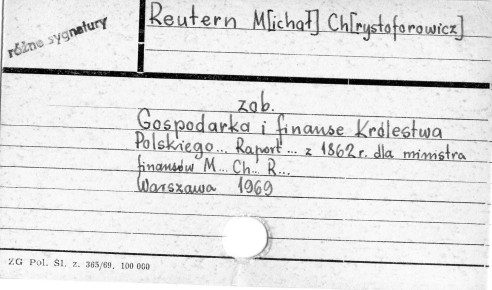 różne sygnatury
Reutern M[ichał] Ch[rystoforowicz]
zob.
Gospodarka i finanse Królestwa
Polskiego... Raport... z 1862 r. dla ministra
finansów M... Ch... R...
Warszawa 1969
ZG Pol. Śl. z. 365/69. 100 000